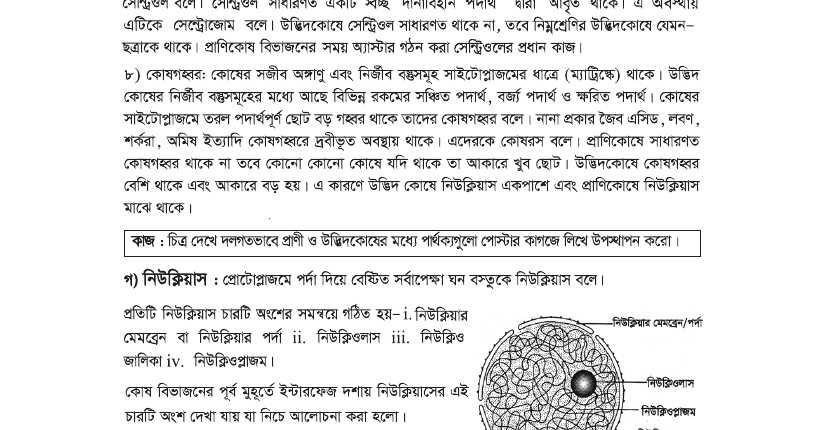 সেন্ট্রিওল বলে। সেন্ট্রিওল সাধারণত একটি স্বচ্ছ দানাবিহীন পদার্থ দ্বারা আবৃত থাকে। এ অবস্থায়
এটিকে সেন্ট্রোজোম বলে। উদ্ভিদকোষে সেন্ট্রিওল সাধারণত থাকে না, তবে নিম্নশ্রেণির উদ্ভিদকোষে যেমন–
ছত্রাকে থাকে। প্রাণিকোষ বিভাজনের সময় অ্যাস্টার গঠন করা সেন্ট্রিওলের প্রধান কাজ।
৮) কোষগহ্বর: কোষের সজীব অঙ্গাণু এবং নির্জীব বস্তুসমূহ সাইটোপ্লাজমের ধাত্রে (ম্যাট্রিক্সে) থাকে। উদ্ভিদ
কোষের নির্জীব বস্তুসমূহের মধ্যে আছে বিভিন্ন রকমের সঞ্চিত পদার্থ, বর্জ্য পদার্থ ও ক্ষরিত পদার্থ। কোষের
সাইটোপ্লাজমে তরল পদার্থপূর্ণ ছোট বড় গহ্বর থাকে তাদের কোষগহ্বর বলে। নানা প্রকার জৈব এসিড, লবণ,
শর্করা, অমিষ ইত্যাদি কোষগহ্বরে দ্রবীভূত অবস্থায় থাকে। এদেরকে কোষরস বলে। প্রাণিকোষে সাধারণত
কোষগহ্বর থাকে না তবে কোনো কোনো কোষে যদি থাকে তা আকারে খুব ছোট। উদ্ভিদকোষে কোষগহ্বর
বেশি থাকে এবং আকারে বড় হয়। এ কারণে উদ্ভিদ কোষে নিউক্লিয়াস একপাশে এবং প্রাণিকোষে নিউক্লিয়াস
মাঝে থাকে।
কাজ : চিত্র দেখে দলগতভাবে প্রাণী ও উদ্ভিদকোষের মধ্যে পার্থক্যগুলো পোস্টার কাগজে লিখে উপস্থাপন করো।
গ) নিউক্লিয়াস : প্রোটোপ্লাজমে পর্দা দিয়ে বেষ্টিত সর্বাপেক্ষা ঘন বস্তুকে নিউক্লিয়াস বলে।
প্রতিটি নিউক্লিয়াস চারটি অংশের সমন্বয়ে গঠিত হয়– i. নিউক্লিয়ার
মেমব্রেন বা নিউক্লিয়ার পর্দা ii. নিউক্লিওলাস iii. নিউক্লিও
জালিকা iv. নিউক্লিওপ্লাজম।
কোষ বিভাজনের পূর্ব মুহূর্তে ইন্টারফেজ দশায় নিউক্লিয়াসের এই
চারটি অংশ দেখা যায় যা নিচে আলোচনা করা হলো।
নিউক্লিয়ার মেমব্রেন/পর্দা
নিউক্লিওলাস
নিউক্লিওপ্লাজম